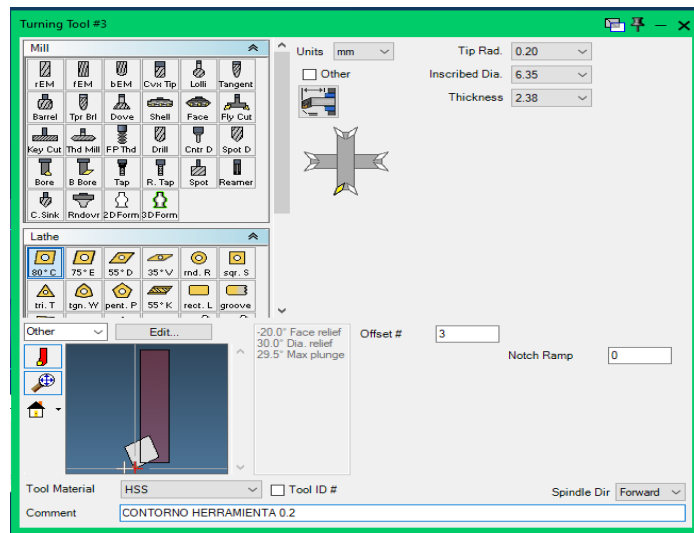 Turning Tool #3
Mill
rEM fEM bEM Cvx Tip Lolli Tangent
Barrel Tpr Brl Dove Shell Face Fly Cut
Key Cut Thd Mill FP Thd Drill Cntr D Spot D
Bore B Bore Tap R. Tap Spot Reamer
C. Sink Rndovr 2D Form 3D Form
Lathe
80° C 75° E 55° D 35° V rnd. R sqr. S
tri. T tgn. W pent. P 55° K rect. L groove
Units mm
Other
Tip Rad. 0.20
Inscribed Dia. 6.35
Thickness 2.38
Other Edit...
-20.0° Face relief
30.0° Dia. relief
29.5° Max plunge
Offset # 3
Notch Ramp 0
Tool Material HSS Tool ID # Spindle Dir Forward
Comment CONTORNO HERRAMIENTA 0.2